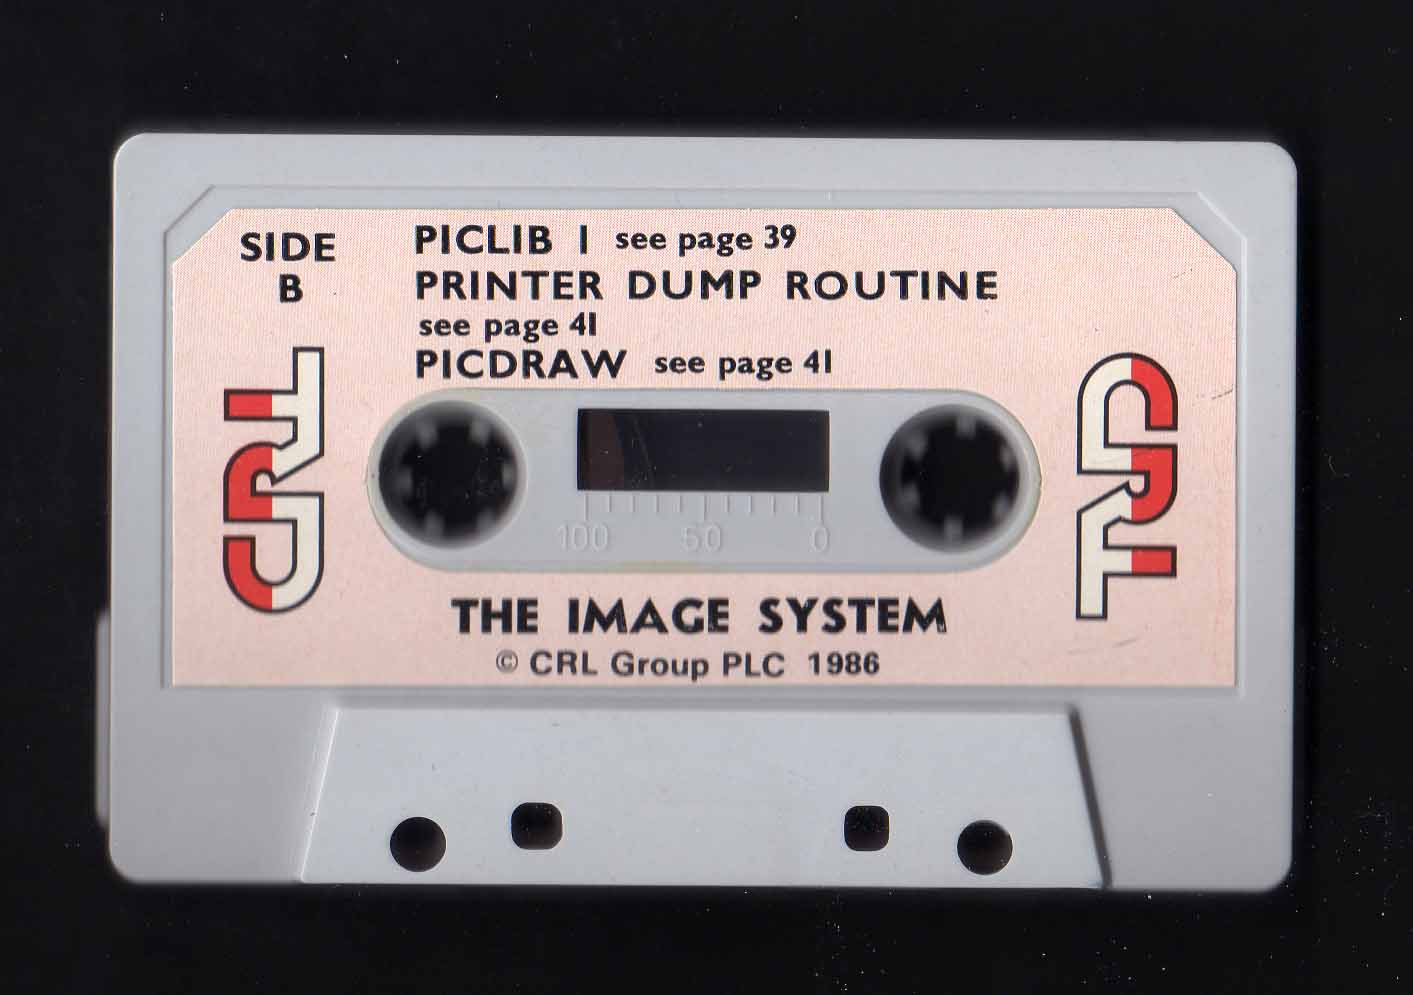 SIDE
B
PICLIB 1 see page 39
PRINTER DUMP ROUTINE
see page 41
PICDRAW see page 41
CRL
CRL
100 50 0
THE IMAGE SYSTEM
© CRL Group PLC 1986